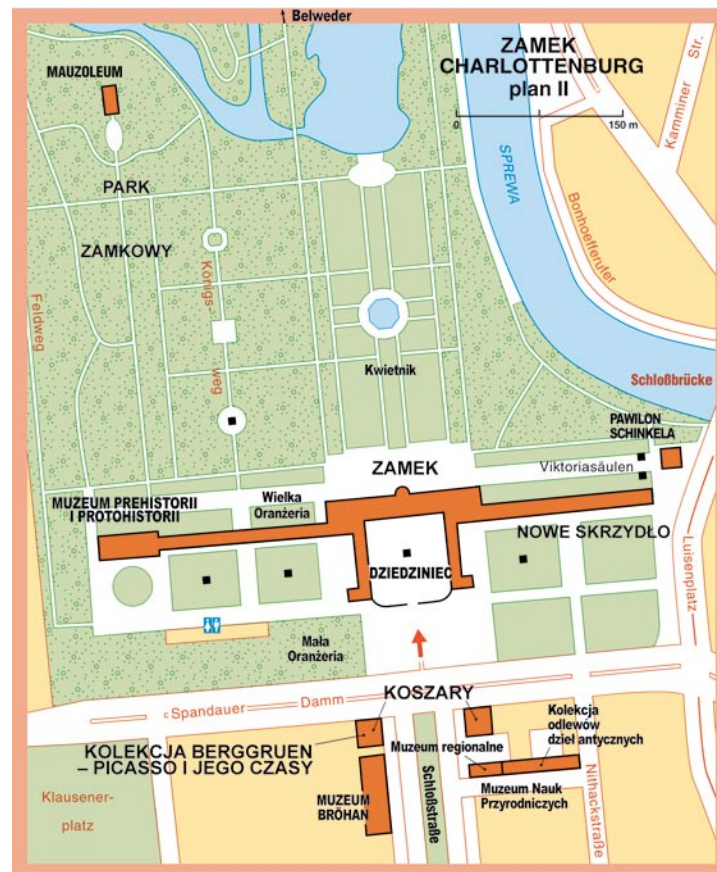 Belweder
ZAMEK
CHARLOTTENBURG
plan II
0
150 m
MAUZOLEUM
Kamminer Str.
SPREWA
PARK
ZAMKOWY
Bonhoefferufer
Feldweg
Königs-
weg
Kwietnik
Schloßbrücke
PAWILON
SCHINKELA
ZAMEK
Viktoriasäulen
MUZEUM PREHISTORII
I PROTOHISTORII
Wielka
Oranżeria
NOWE SKRZYDŁO
DZIEDZINIEC
Luisenplatz
Mała
Oranżeria
Spandauer Damm
KOSZARY
Kolekcja
odlewów
dzieł antycznych
KOLEKCJA BERGGRUEN
– PICASSO I JEGO CZASY
Muzeum regionalne
Schloßstraße
Muzeum Nauk
Przyrodniczych
Nithackstraße
Klausener-
platz
MUZEUM
BRÖHAN